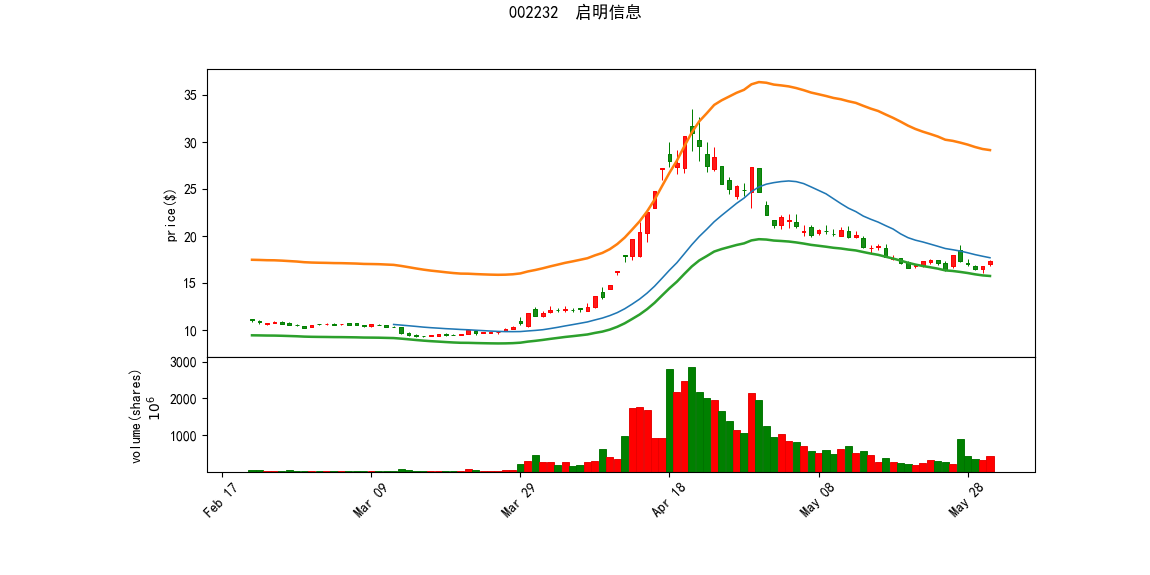 002232 启明信息
price($)
35
30
25
20
15
10
volume(shares)
10^6
3000
2000
1000
Feb 17
Mar 09
Mar 29
Apr 18
May 08
May 28